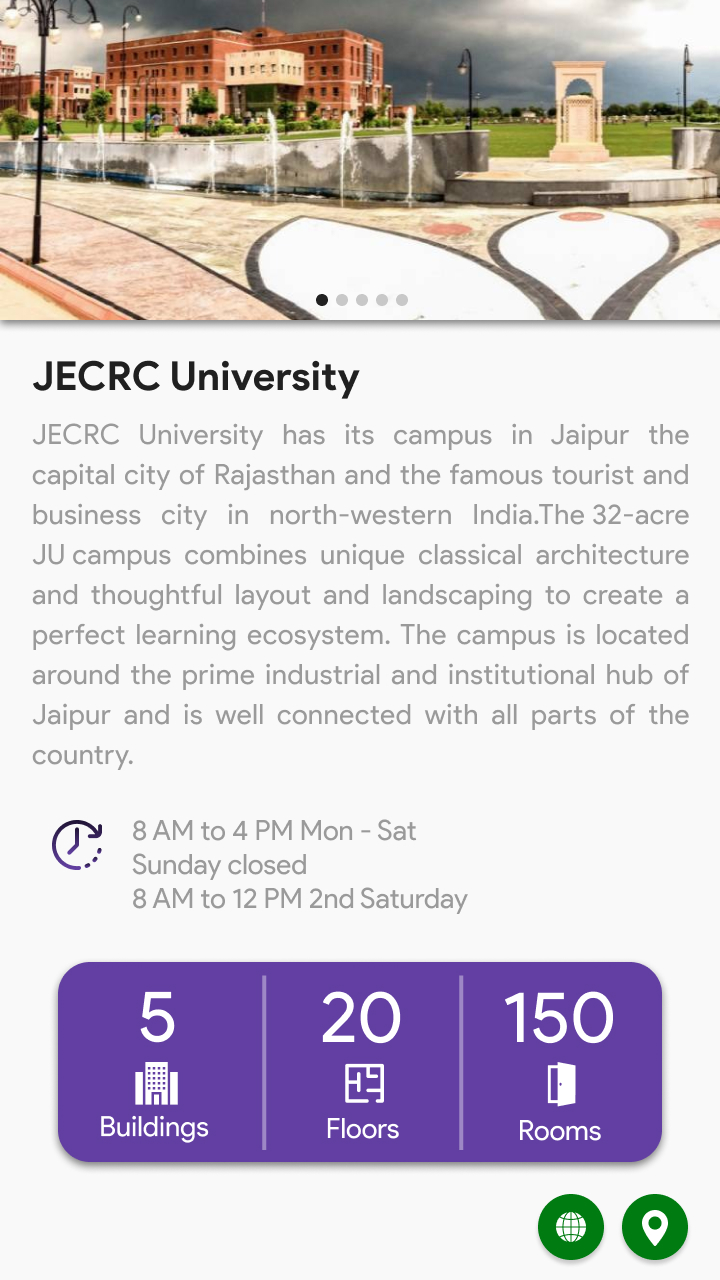 JECRC University
JECRC University has its campus in Jaipur the
capital city of Rajasthan and the famous tourist and
business city in north-western India.The 32-acre
JU campus combines unique classical architecture
and thoughtful layout and landscaping to create a
perfect learning ecosystem. The campus is located
around the prime industrial and institutional hub of
Jaipur and is well connected with all parts of the
country.
8 AM to 4 PM Mon - Sat
Sunday closed
8 AM to 12 PM 2nd Saturday
5 20 150
Buildings Floors Rooms